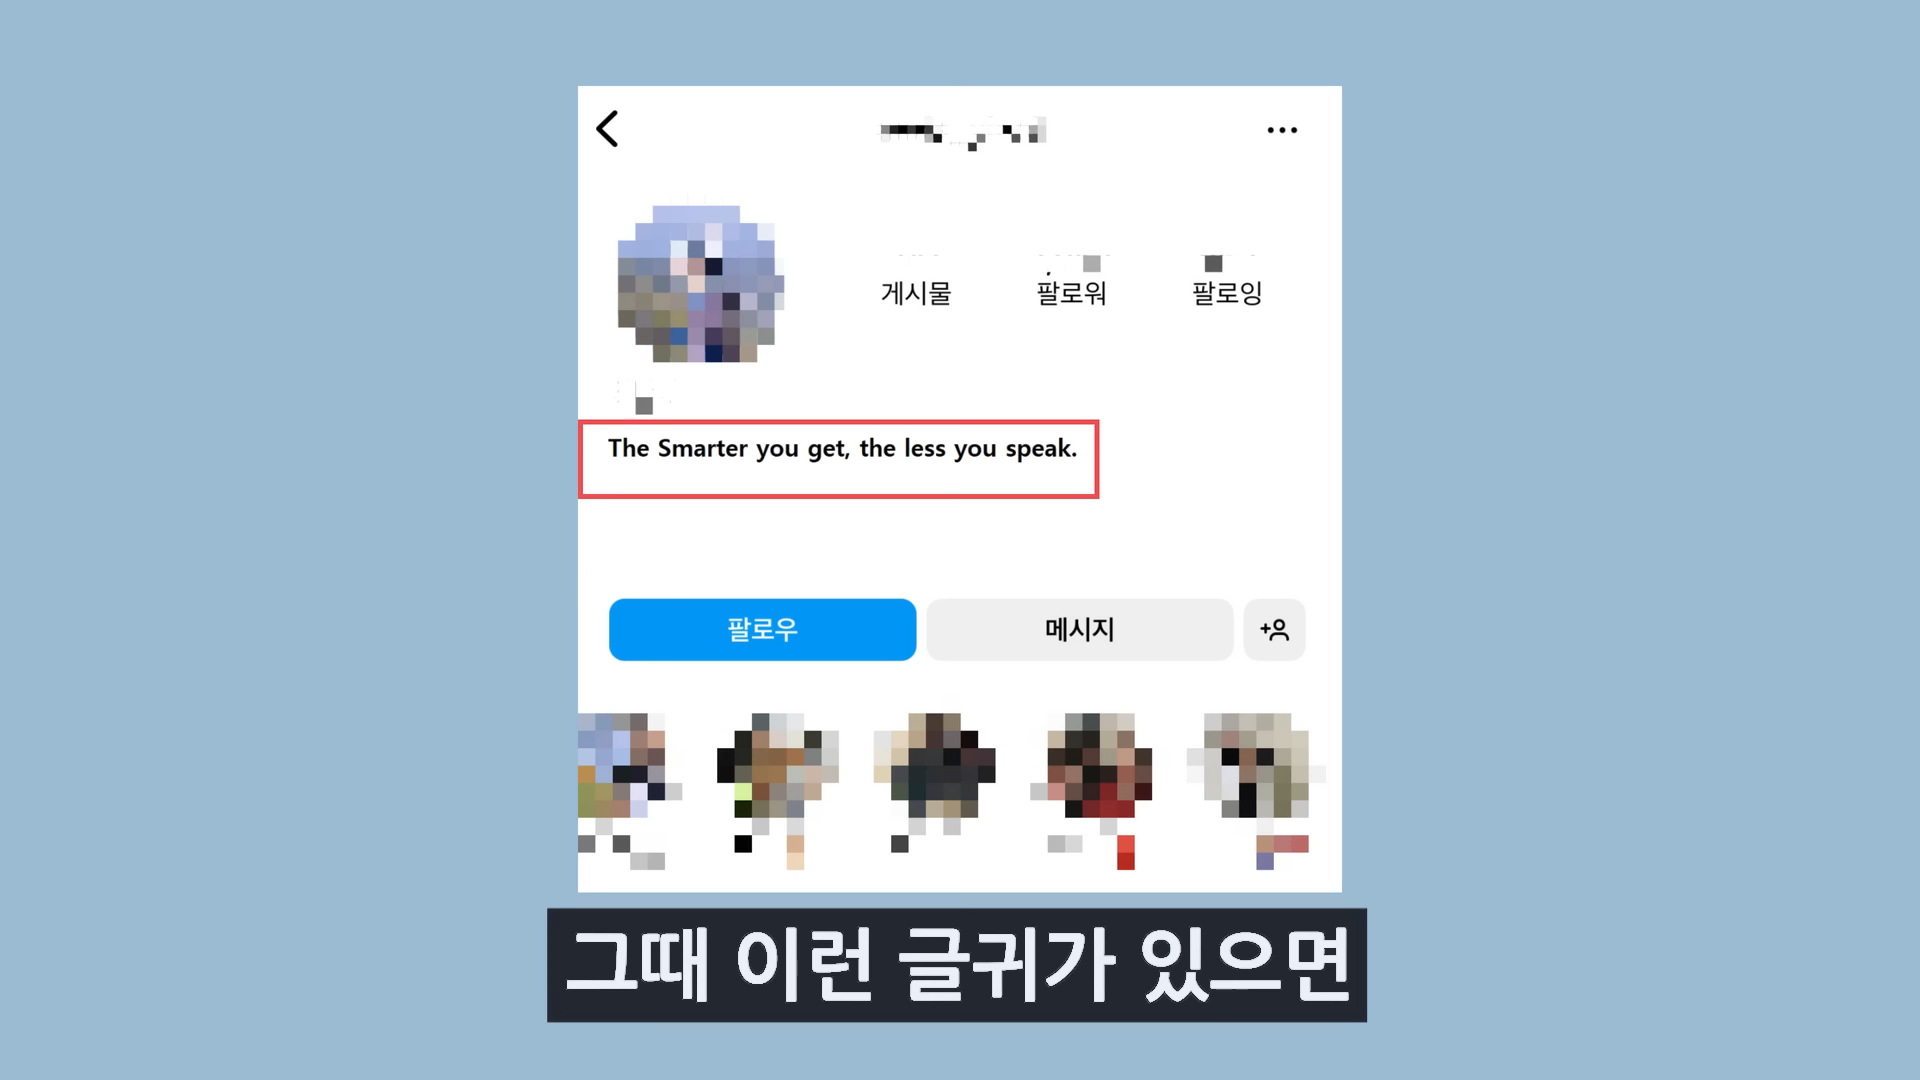 게시물 팔로워 팔로잉
The Smarter you get, the less you speak.
팔로우 메시지
그때 이런 글귀가 있으면